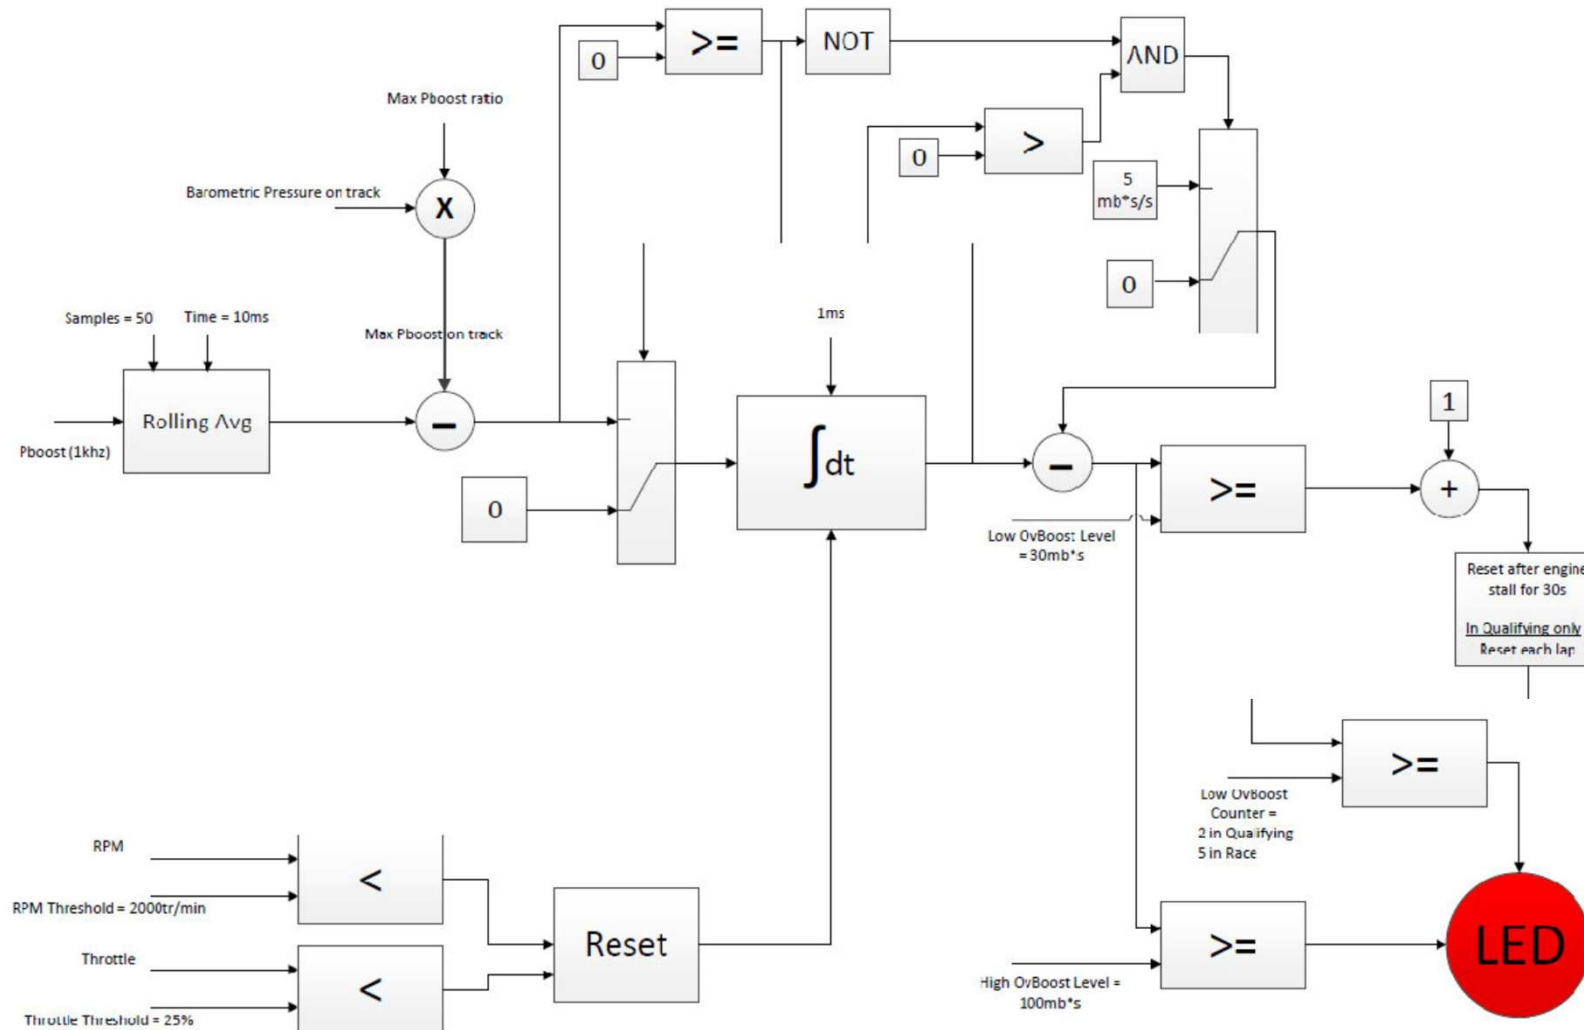 >=
NOT
AND
0
Max Pboost ratio
>
0
Barometric Pressure on track
X
5
mb*s/s
0
Samples = 50
Time = 10ms
Max Pboost on track
1ms
Rolling Avg
Pboost (1khz)
−
0
∫dt
−
1
>=
+
Low OvBoost Level
= 30mb*s
Reset after engine
stall for 30s
In Qualifying only
Reset each lap
>=
Low OvBoost
Counter =
2 in Qualifying
5 in Race
RPM
<
RPM Threshold = 2000tr/min
Reset
>=
LED
Throttle
<
High OvBoost Level =
100mb*s
Throttle Threshold = 25%